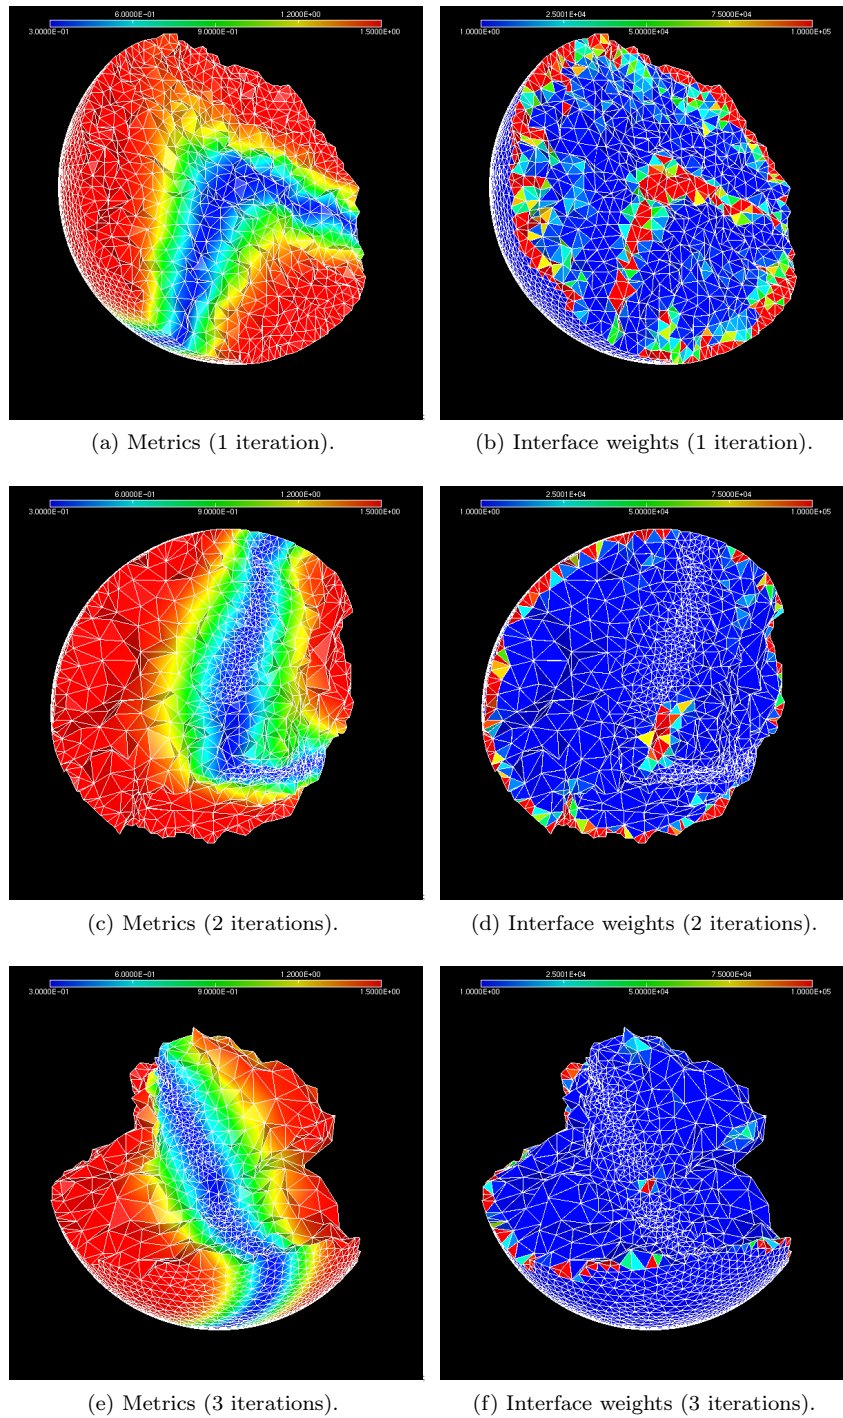 6.0000E-01 1.2000E+00
3.0000E-01 9.0000E-01 1.5000E+00
2.5001E+04 7.5000E+04
1.0000E+00 5.0000E+04 1.0000E+05
(a) Metrics (1 iteration).
(b) Interface weights (1 iteration).
6.0000E-01 1.2000E+00
3.0000E-01 9.0000E-01 1.5000E+00
2.5001E+04 7.5000E+04
1.0000E+00 5.0000E+04 1.0000E+05
(c) Metrics (2 iterations).
(d) Interface weights (2 iterations).
6.0000E-01 1.2000E+00
3.0000E-01 9.0000E-01 1.5000E+00
2.5001E+04 7.5000E+04
1.0000E+00 5.0000E+04 1.0000E+05
(e) Metrics (3 iterations).
(f) Interface weights (3 iterations).